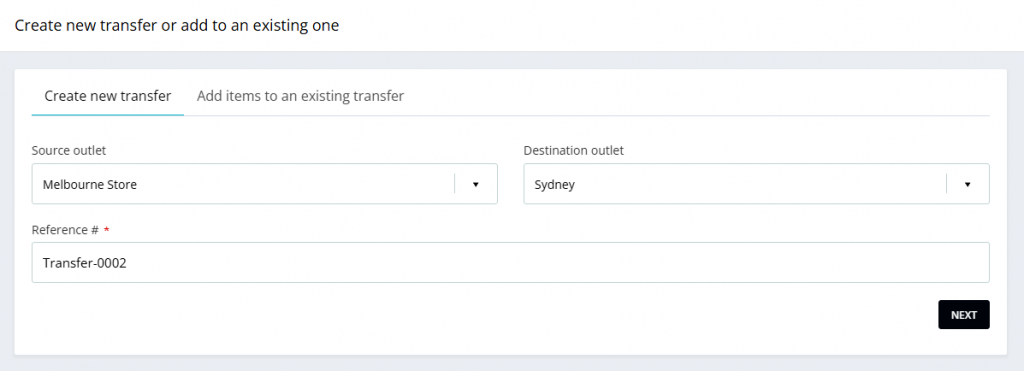 Create new transfer or add to an existing one
Create new transfer Add items to an existing transfer
Source outlet Destination outlet
Melbourne Store Sydney
Reference # *
Transfer-0002
NEXT